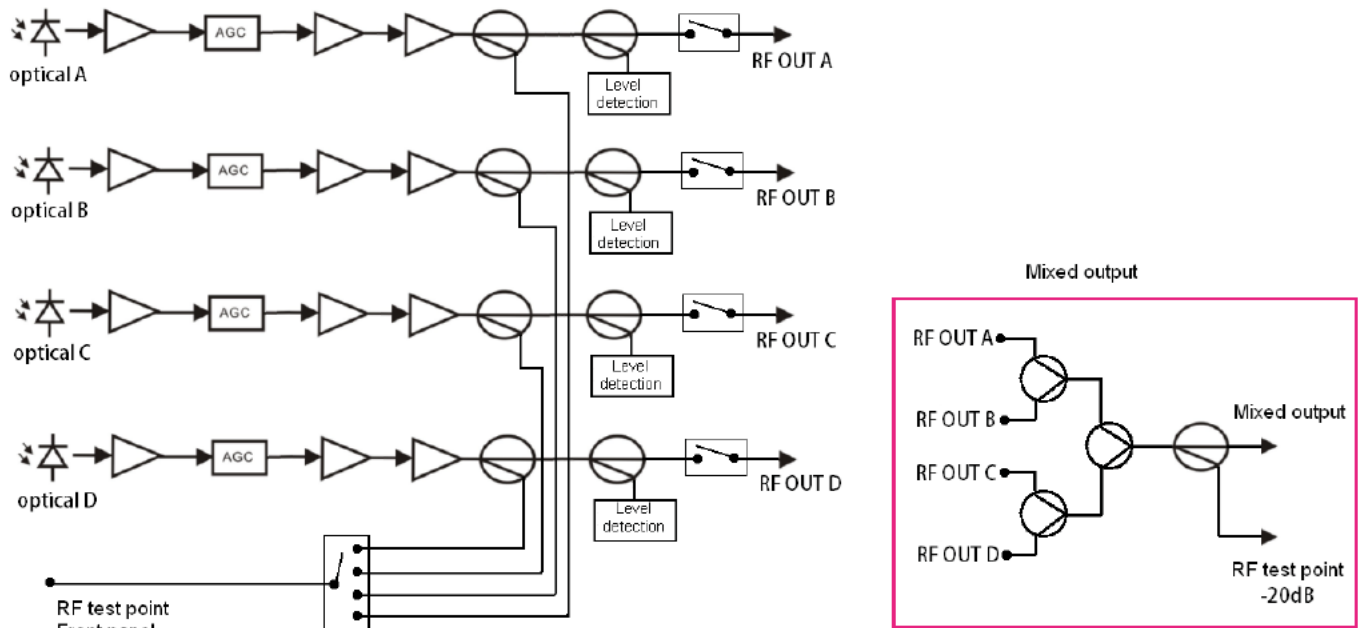 AGC
optical A
Level
detection
RF OUT A
AGC
optical B
Level
detection
RF OUT B
AGC
optical C
Level
detection
RF OUT C
AGC
optical D
Level
detection
RF OUT D
RF test point
Front panel
Mixed output
RF OUT A
RF OUT B
Mixed output
RF OUT C
RF OUT D
RF test point
-20dB